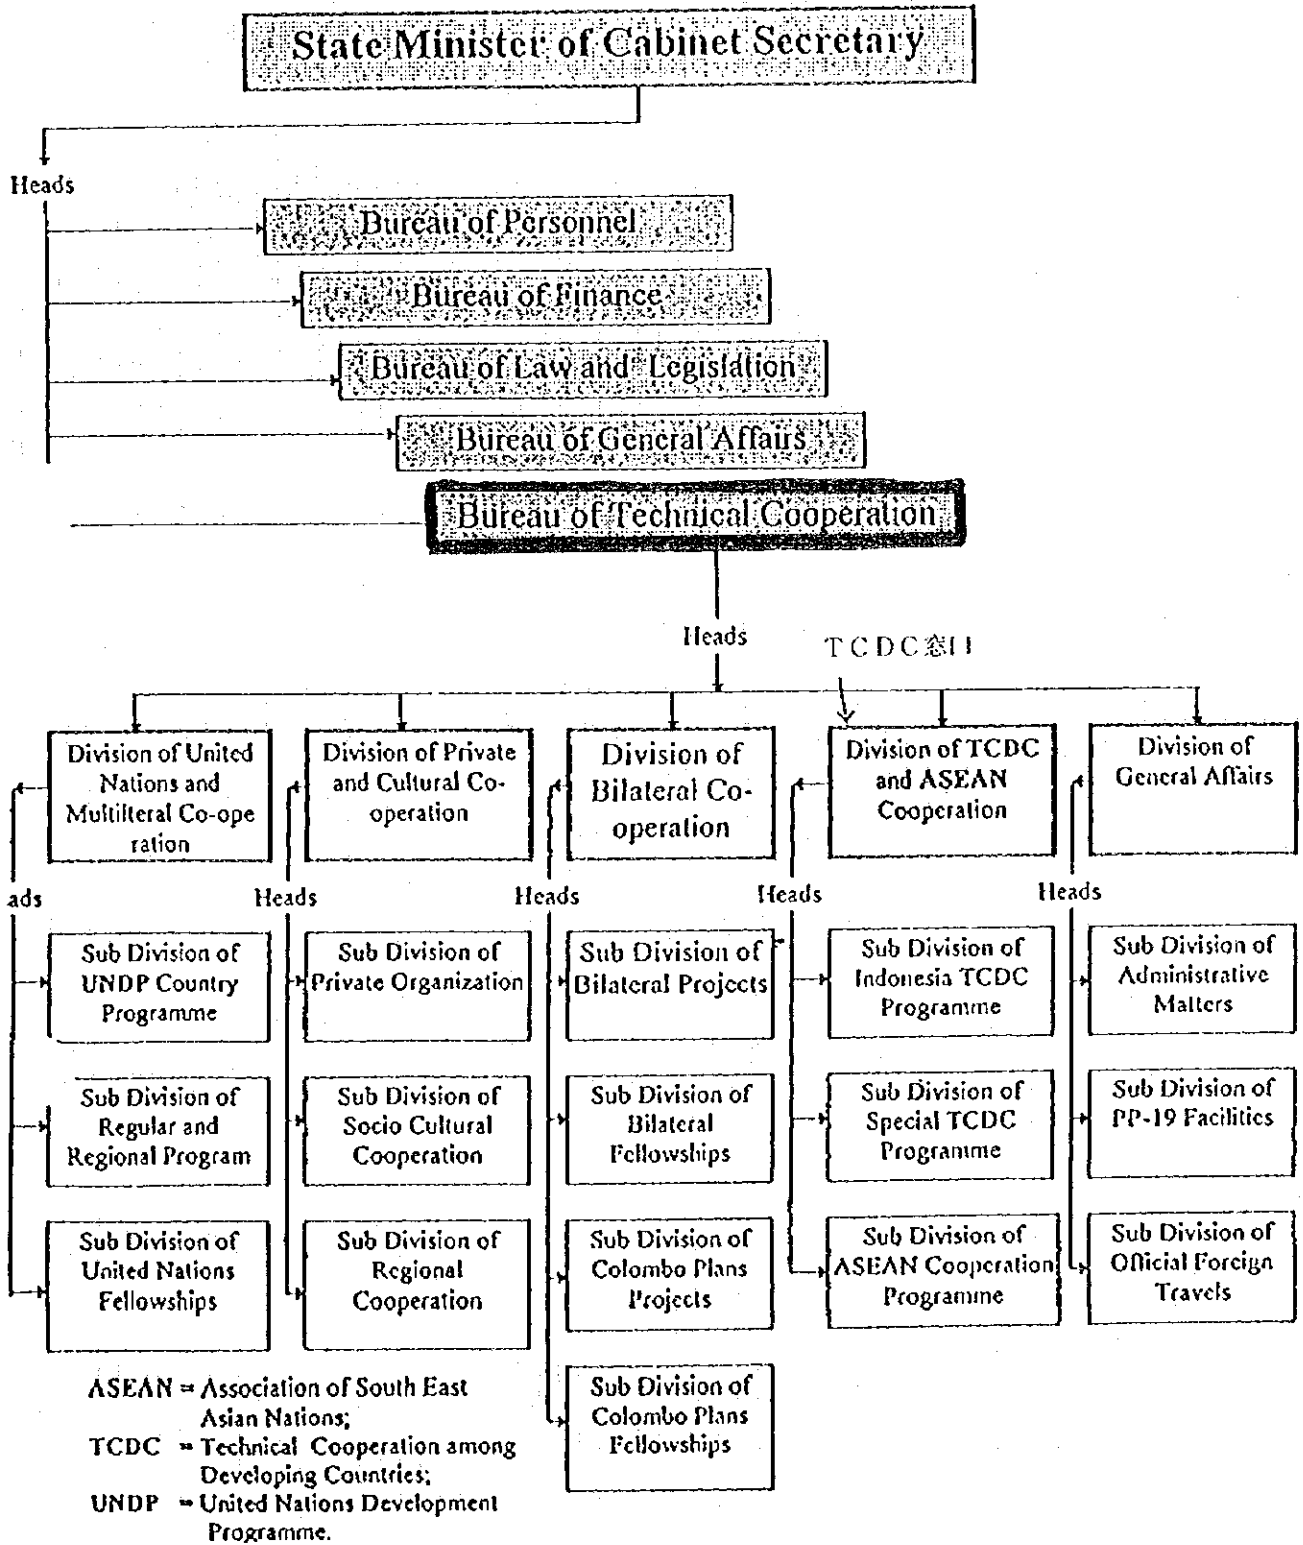 State Minister of Cabinet Secretary
Heads
Bureau of Personnel
Bureau of Finance
Bureau of Law and Legislation
Bureau of General Affairs
Bureau of Technical Cooperation
Heads
TCDC窓口
Division of United
Nations and
Multilteral Co-ope
ration
Division of Private
and Cultural Co-
operation
Division of
Bilateral Co-
operation
Division of TCDC
and ASEAN
Cooperation
Division of
General Affairs
ads
Heads
Heads
Heads
Heads
Sub Division of
UNDP Country
Programme
Sub Division of
Private Organization
Sub Division of
Bilateral Projects
Sub Division of
Indonesia TCDC
Programme
Sub Division of
Administrative
Matters
Sub Division of
Regular and
Regional Program
Sub Division of
Socio Cultural
Cooperation
Sub Division of
Bilateral
Fellowships
Sub Division of
Special TCDC
Programme
Sub Division of
PP-19 Facilities
Sub Division of
United Nations
Fellowships
Sub Division of
Regional
Cooperation
Sub Division of
Colombo Plans
Projects
Sub Division of
ASEAN Cooperation
Programme
Sub Division of
Official Foreign
Travels
Sub Division of
Colombo Plans
Fellowships
ASEAN = Association of South East
Asian Nations;
TCDC = Technical Cooperation among
Developing Countries;
UNDP = United Nations Development
Programme.